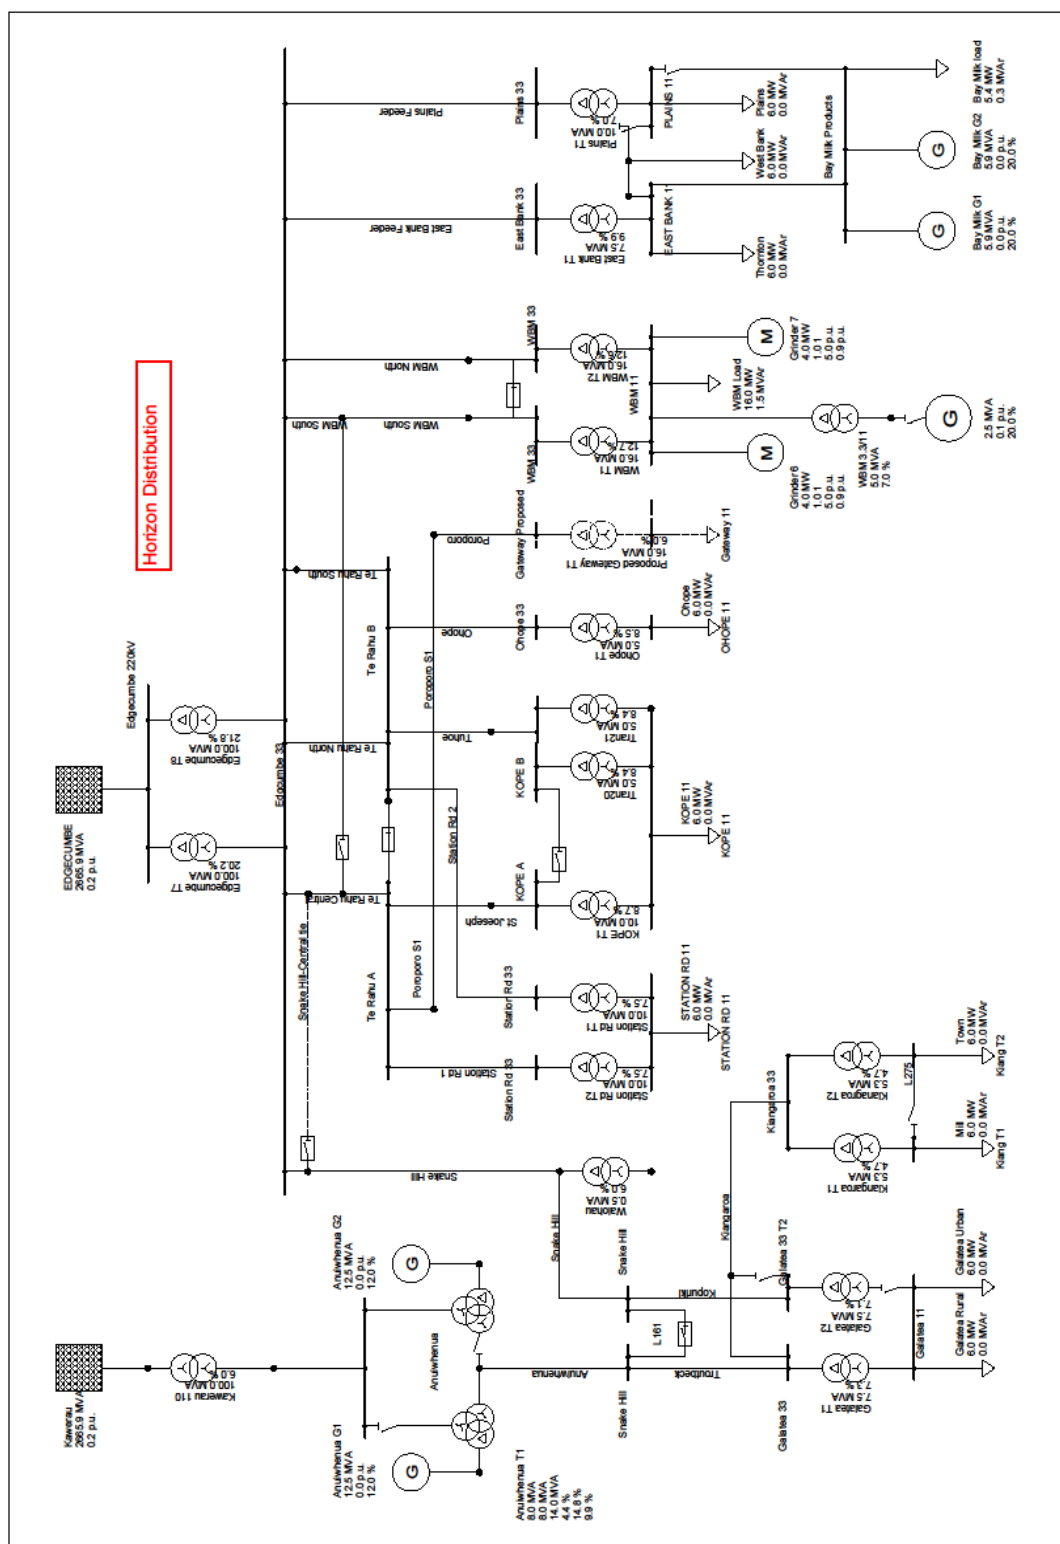 Horizon Distribution
Edgecumbe 220kV
EDGECUMBE
2665.9 MVA
0.2 p.u.
Edgecumbe T8
100.0 MVA
21.8 %
Edgecumbe T7
100.0 MVA
20.2 %
Edgcumbe 33
Plains Feeder
Plains 33
Plains T1
10.0 MVA
7.0 %
PLAINS 11
Plains
6.0 MW
0.0 MVAr
West Bank
6.0 MW
0.0 MVAr
Bay Milk Products
Bay Milk load
5.4 MW
0.3 MVAr
G
Bay Milk G2
5.9 MVA
0.0 p.u.
20.0 %
G
Bay Milk G1
5.9 MVA
0.0 p.u.
20.0 %
East Bank Feeder
East Bank 33
East Bank T1
7.5 MVA
9.9 %
EAST BANK 11
Thornton
6.0 MW
0.0 MVAr
WBM North
WBM South
WBM South
WBM 33
WBM 33
WBM T2
16.0 MVA
12.6 %
WBM T1
16.0 MVA
12.7 %
WBM 11
WBM Load
16.0 MW
1.5 MVAr
M
Grinder 7
4.0 MW
1.01
5.0 p.u.
0.9 p.u.
M
Grinder 6
4.0 MW
1.01
5.0 p.u.
0.9 p.u.
WBM 3.3/11
5.0 MVA
7.0 %
G
2.5 MVA
0.1 p.u.
20.0 %
Te Rahu South
Te Rahu North
Te Rahu Central
Te Rahu B
Te Rahu A
Snake Hill-Central tie
Poroporo
Poroporo S1
Poroporo S1
Gateway Proposed
Proposed Gateway T1
16.0 MVA
6.0 %
Gateway 11
Ohope
Ohope 33
Ohope T1
5.0 MVA
8.5 %
Ohope
6.0 MW
0.0 MVAr
OHOPE 11
Tuhoe
Station Rd 2
KOPE B
KOPE A
Tran21
5.0 MVA
8.4 %
Tran20
5.0 MVA
8.4 %
St Joeseph
KOPE T1
10.0 MVA
8.7 %
KOPE 11
6.0 MW
0.0 MVAr
KOPE 11
Station Rd 33
Station Rd 33
Station Rd 1
Station Rd T1
10.0 MVA
7.5 %
Station Rd T2
10.0 MVA
7.5 %
STATION RD 11
6.0 MW
0.0 MVAr
STATION RD 11
Snake Hill
Waiohau
0.5 MVA
6.0 %
Snake Hill
Snake Hill
Snake Hill
Kopuriki
L161
Troutbeck
Galatea 33 T2
Galatea 33
Galatea T2
7.5 MVA
7.1 %
Galatea T1
7.5 MVA
7.3 %
Galatea 11
Galatea Urban
6.0 MW
0.0 MVAr
Galatea Rural
6.0 MW
0.0 MVAr
Kiangaroa
Kiangaroa 33
Kianagroa T2
5.3 MVA
4.7 %
Kiangaroa T1
5.3 MVA
4.7 %
L275
Town
6.0 MW
0.0 MVAr
Kiang T2
Mill
6.0 MW
0.0 MVAr
Kiang T1
Kawerau
2665.9 MVA
0.2 p.u.
Kawerau 110
100.0 MVA
6.0 %
Aniwhenua
Aniwhenua
Aniwhenua G2
12.5 MVA
0.0 p.u.
12.0 %
G
Aniwhenua G1
12.5 MVA
0.0 p.u.
12.0 %
G
Aniwhenua T1
8.0 MVA
8.0 MVA
14.0 MVA
4.4 %
14.8 %
9.9 %